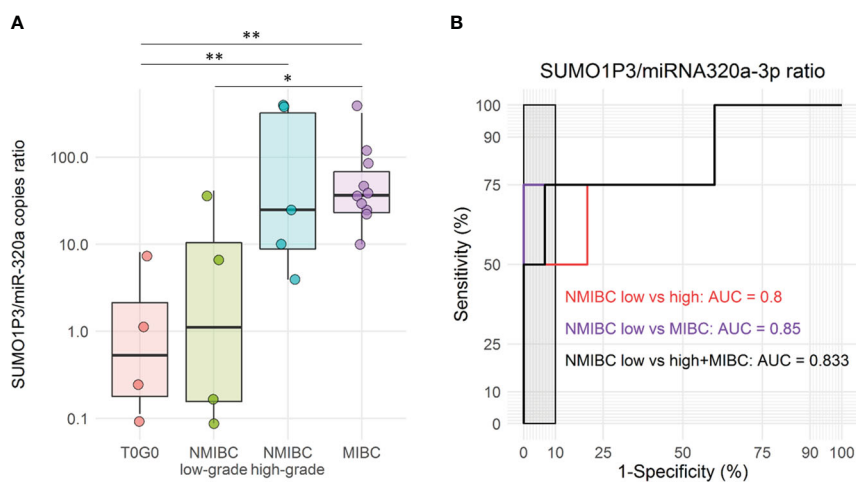 A
**
**
*
SUMO1P3/miR-320a copies ratio
100.0
10.0
1.0
0.1
T0G0
NMIBC
low-grade
NMIBC
high-grade
MIBC
B
SUMO1P3/miRNA320a-3p ratio
Sensitivity (%)
100
90
75
50
25
10
0
NMIBC low vs high: AUC = 0.8
NMIBC low vs MIBC: AUC = 0.85
NMIBC low vs high+MIBC: AUC = 0.833
0
10
25
50
75
90
100
1-Specificity (%)